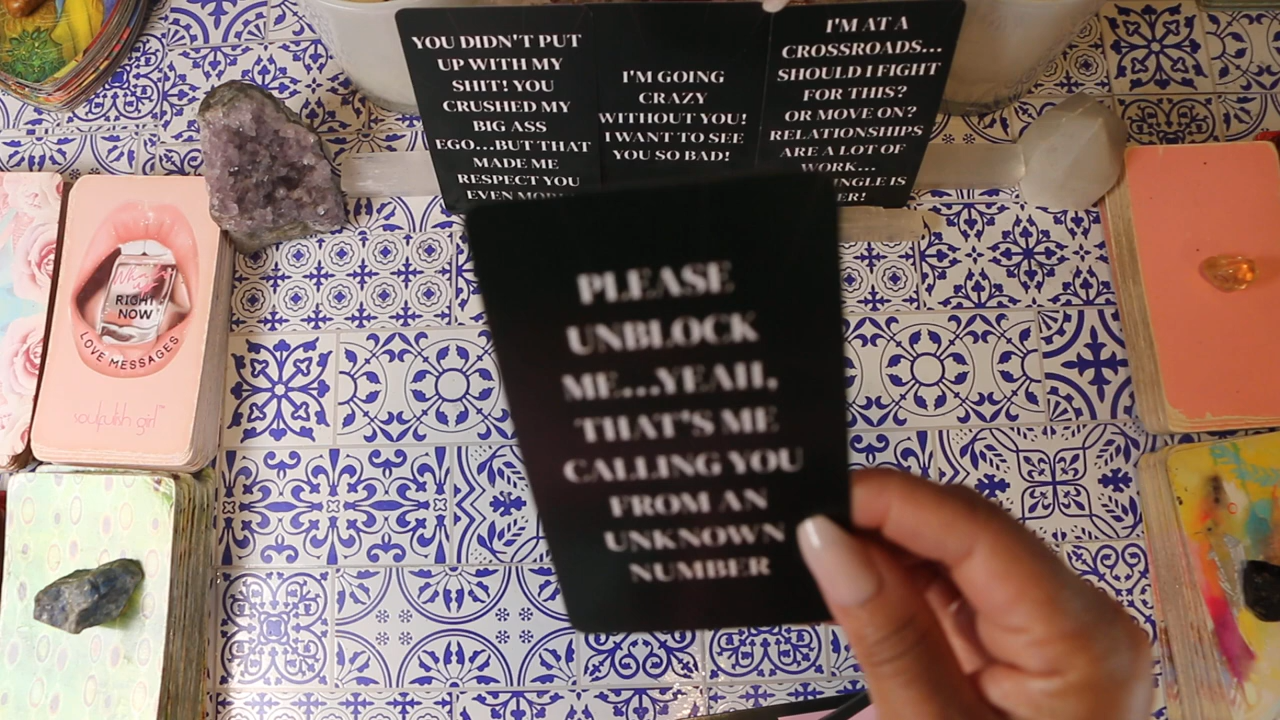 YOU DIDN'T PUT
UP WITH MY
SHIT! YOU
CRUSHED MY
BIG ASS
EGO...BUT THAT
MADE ME
RESPECT YOU
EVEN
I'M GOING
CRAZY
WITHOUT YOU!
I WANT TO SEE
YOU SO BAD!
I'M AT A
CROSSROADS...
SHOULD I FIGHT
FOR THIS?
OR MOVE ON?
RELATIONSHIPS
ARE A LOT OF
WORK...
IS
PLEASE
UNBLOCK
ME...YEAH,
THAT'S ME
CALLING YOU
FROM AN
UNKNOWN
NUMBER
RIGHT
NOW
LOVE MESSAGES
soulfulsh girl